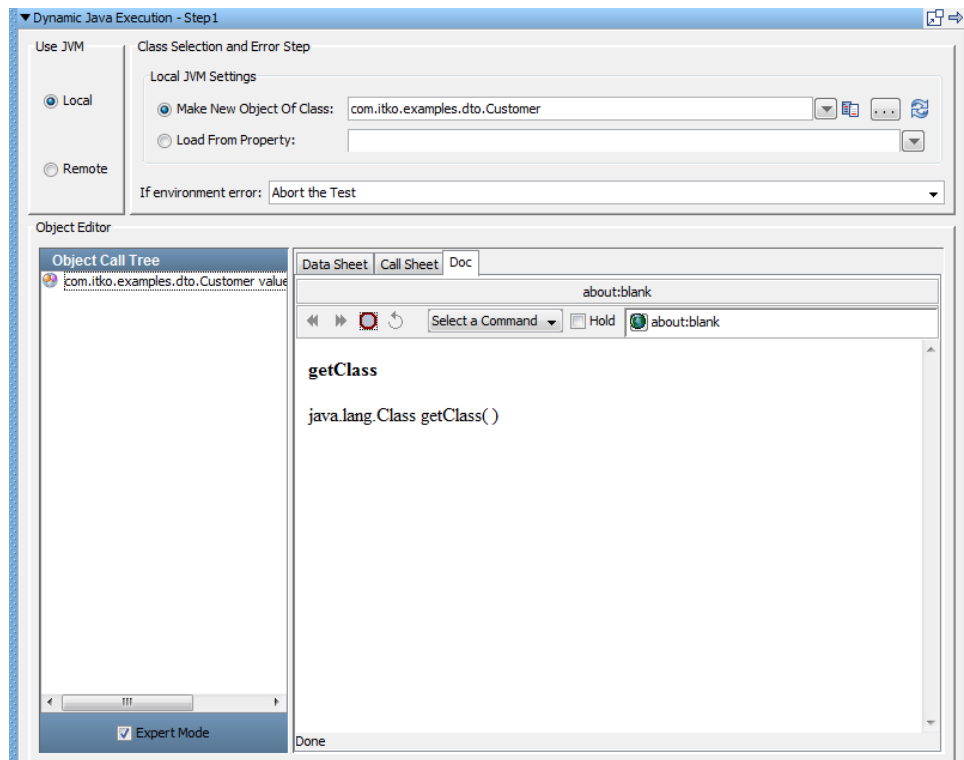 Dynamic Java Execution - Step1
Use JVM
Class Selection and Error Step
Local JVM Settings
Local
Make New Object Of Class: com.itko.examples.dto.Customer
...
Load From Property:
Remote
If environment error: Abort the Test
Object Editor
Object Call Tree
com.itko.examples.dto.Customer value
Data Sheet Call Sheet Doc
about:blank
Select a Command Hold about:blank
getClass
java.lang.Class getClass( )
Expert Mode
Done